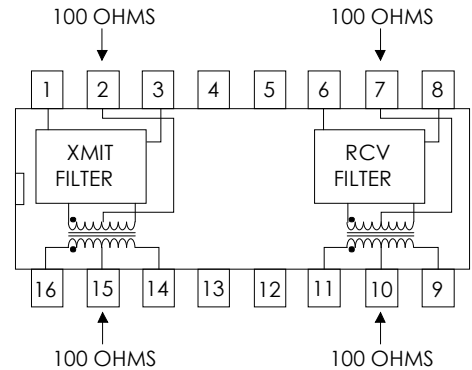 100 OHMS 100 OHMS
1 2 3 4 5 6 7 8
XMIT FILTER
RCV FILTER
16 15 14 13 12 11 10 9
100 OHMS 100 OHMS